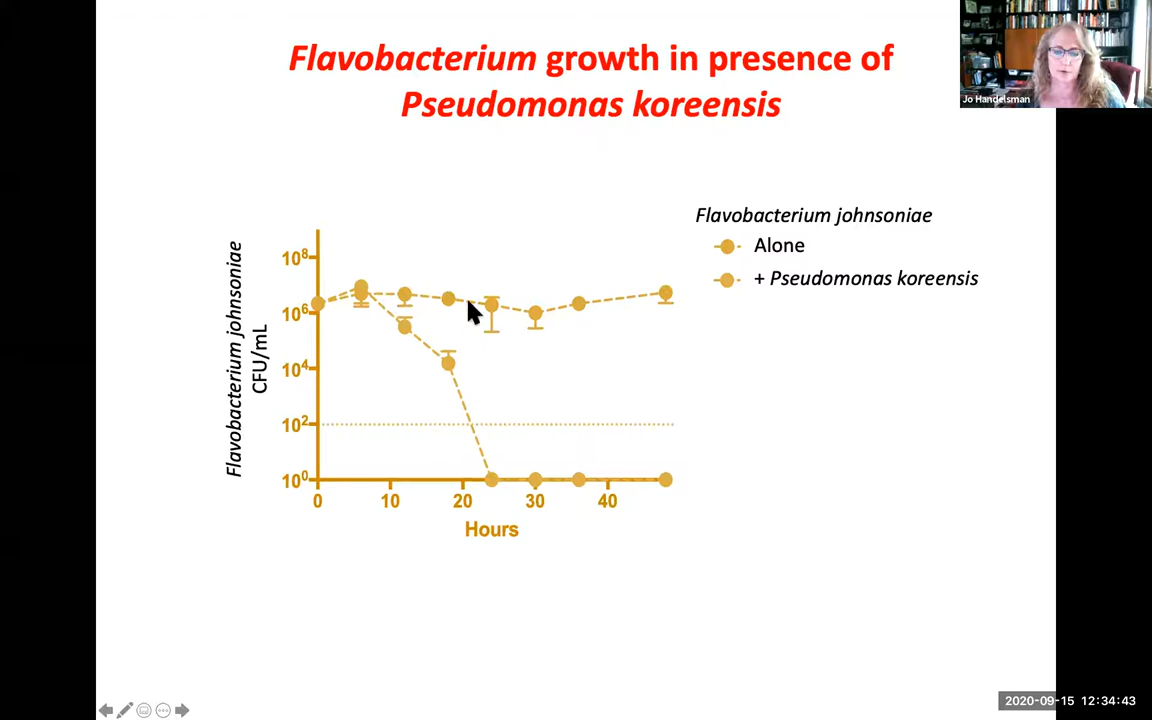 Flavobacterium growth in presence of
Pseudomonas koreensis
Jo Handelsman
Flavobacterium johnsoniae
Alone
+ Pseudomonas koreensis
Flavobacterium johnsoniae
CFU/mL
10⁸
10⁶
10⁴
10²
10⁰
0 10 20 30 40
Hours
2020-09-15 12:34:43